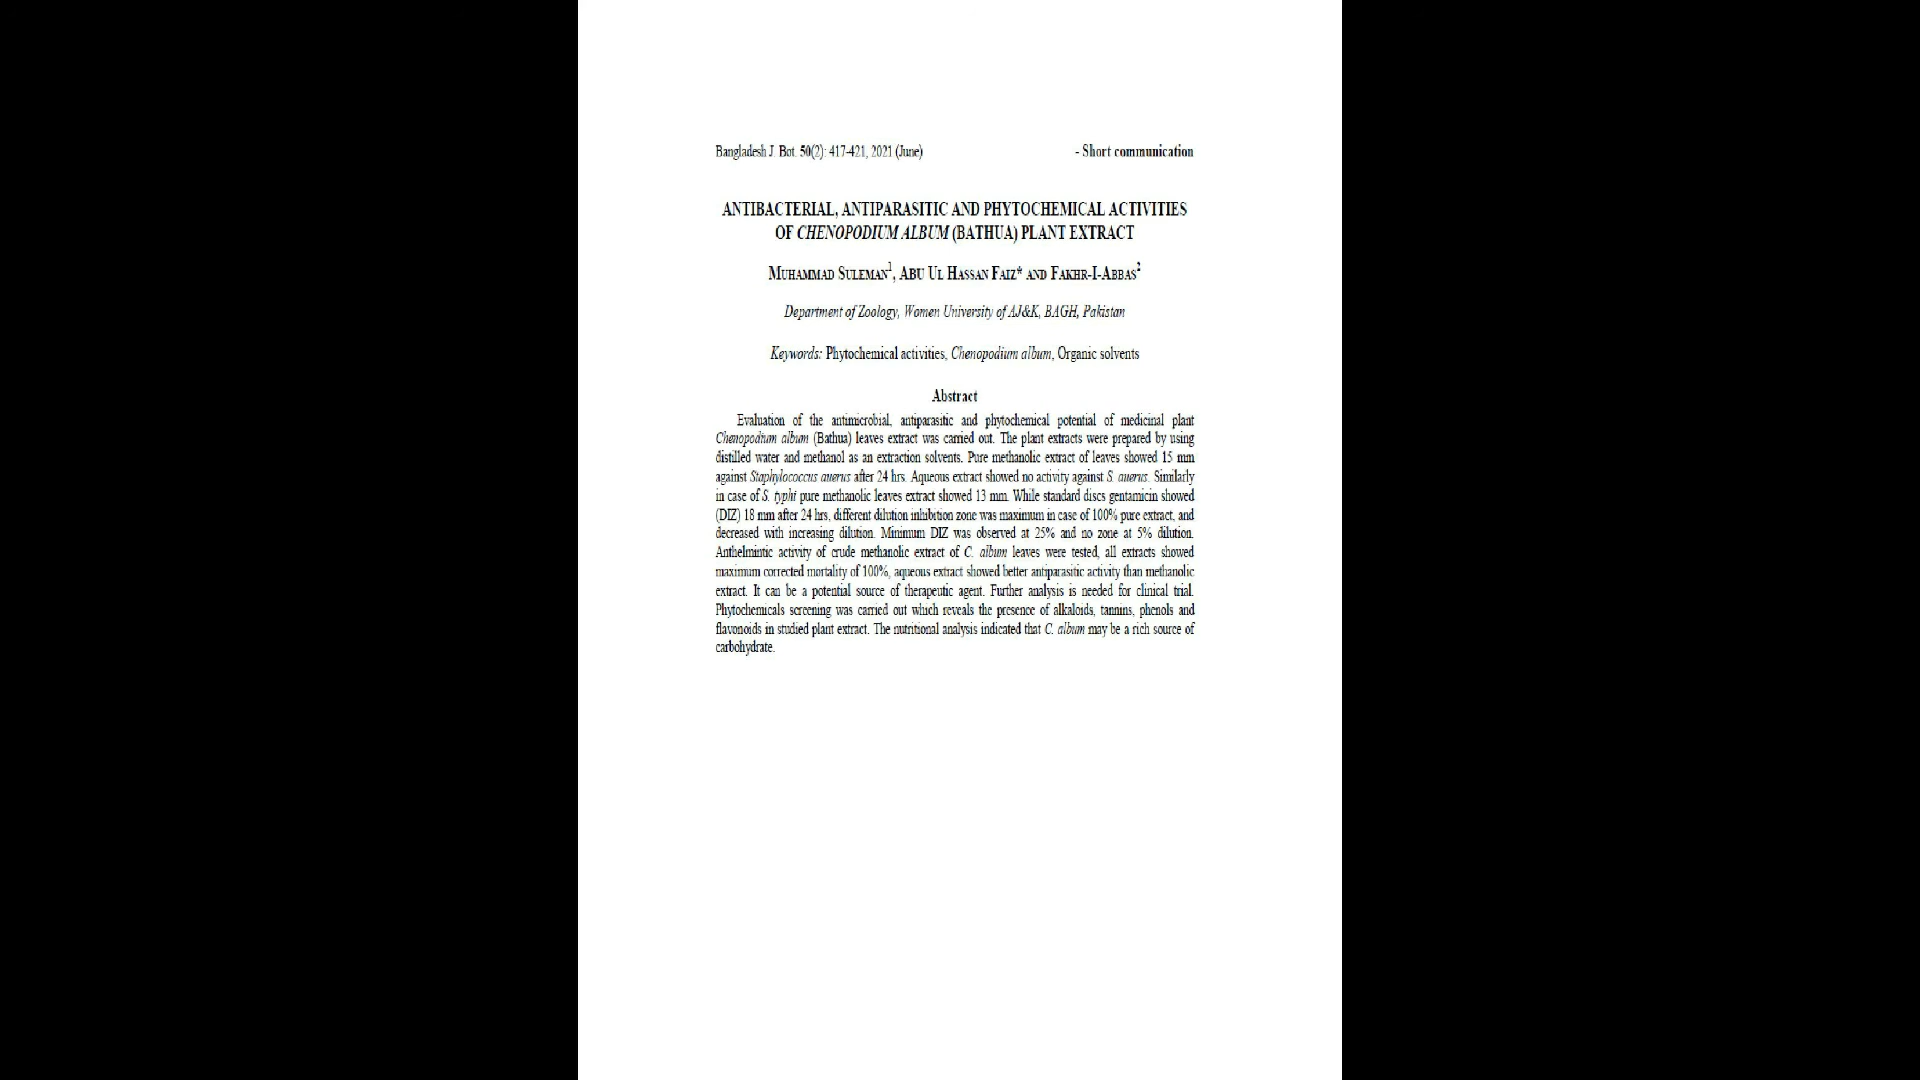 Bangladesh J. Bot. 50(2): 417-421, 2021 (June) - Short communication
ANTIBACTERIAL, ANTIPARASITIC AND PHYTOCHEMICAL ACTIVITIES
OF CHENOPODIUM ALBUM (BATHUA) PLANT EXTRACT
MUHAMMAD SULEMAN1, ABU UL HASSAN FAIZ* AND FAKHR-I-ABBAS2
Department of Zoology, Women University of AJ&K, BAGH, Pakistan
Keywords: Phytochemical activities, Chenopodium album, Organic solvents
Abstract
Evaluation of the antimicrobial, antiparasitic and phytochemical potential of medicinal plant
Chenopodium album (Bathua) leaves extract was carried out. The plant extracts were prepared by using
distilled water and methanol as an extraction solvents. Pure methanolic extract of leaves showed 15 mm
against Staphylococcus auerus after 24 hrs. Aqueous extract showed no activity against S. auerus. Similarly
in case of S. typhi pure methanolic leaves extract showed 13 mm. While standard discs gentamicin showed
(DIZ) 18 mm after 24 hrs, different dilution inhibition zone was maximum in case of 100% pure extract, and
decreased with increasing dilution. Minimum DIZ was observed at 25% and no zone at 5% dilution.
Anthelmintic activity of crude methanolic extract of C. album leaves were tested, all extracts showed
maximum corrected mortality of 100%, aqueous extract showed better antiparasitic activity than methanolic
extract. It can be a potential source of therapeutic agent. Further analysis is needed for clinical trial.
Phytochemicals screening was carried out which reveals the presence of alkaloids, tannins, phenols and
flavonoids in studied plant extract. The nutritional analysis indicated that C. album may be a rich source of
carbohydrate.